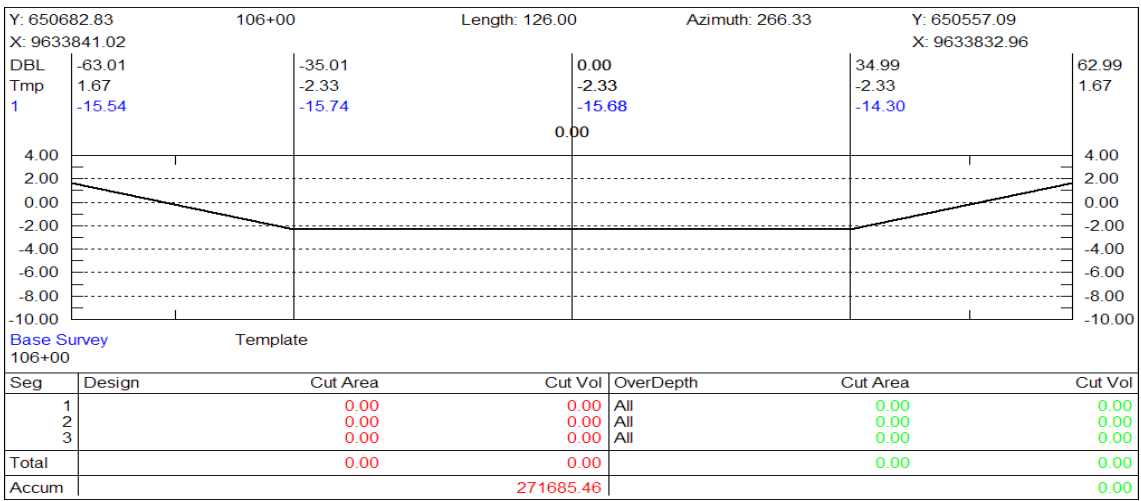 Y: 650682.83 106+00 Length: 126.00 Azimuth: 266.33 Y: 650557.09
X: 9633841.02 X: 9633832.96
DBL -63.01 -35.01 0.00 34.99 62.99
Tmp 1.67 -2.33 -2.33 -2.33 1.67
1 -15.54 -15.74 -15.68 -14.30
0.00
4.00 4.00
2.00 2.00
0.00 0.00
-2.00 -2.00
-4.00 -4.00
-6.00 -6.00
-8.00 -8.00
-10.00 -10.00
Base Survey Template
106+00
Seg Design Cut Area Cut Vol OverDepth Cut Area Cut Vol
1 0.00 0.00 All 0.00 0.00
2 0.00 0.00 All 0.00 0.00
3 0.00 0.00 All 0.00 0.00
Total 0.00 0.00 0.00 0.00
Accum 271685.46 0.00